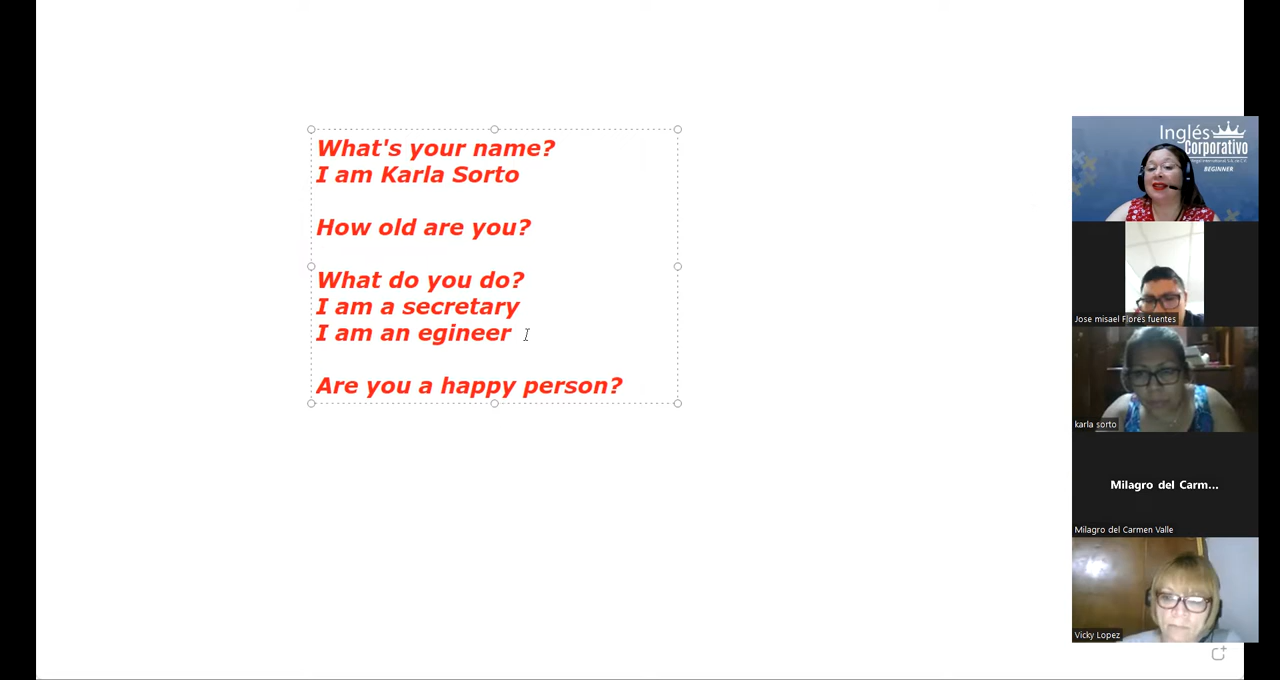 What's your name?
I am Karla Sorto
How old are you?
What do you do?
I am a secretary
I am an egineer
Are you a happy person?
Inglés
Corporativo
BEGINNER
Jose misael Flores fuentes
karla sorto
Milagro del Carm...
Milagro del Carmen Valle
Vicky Lopez